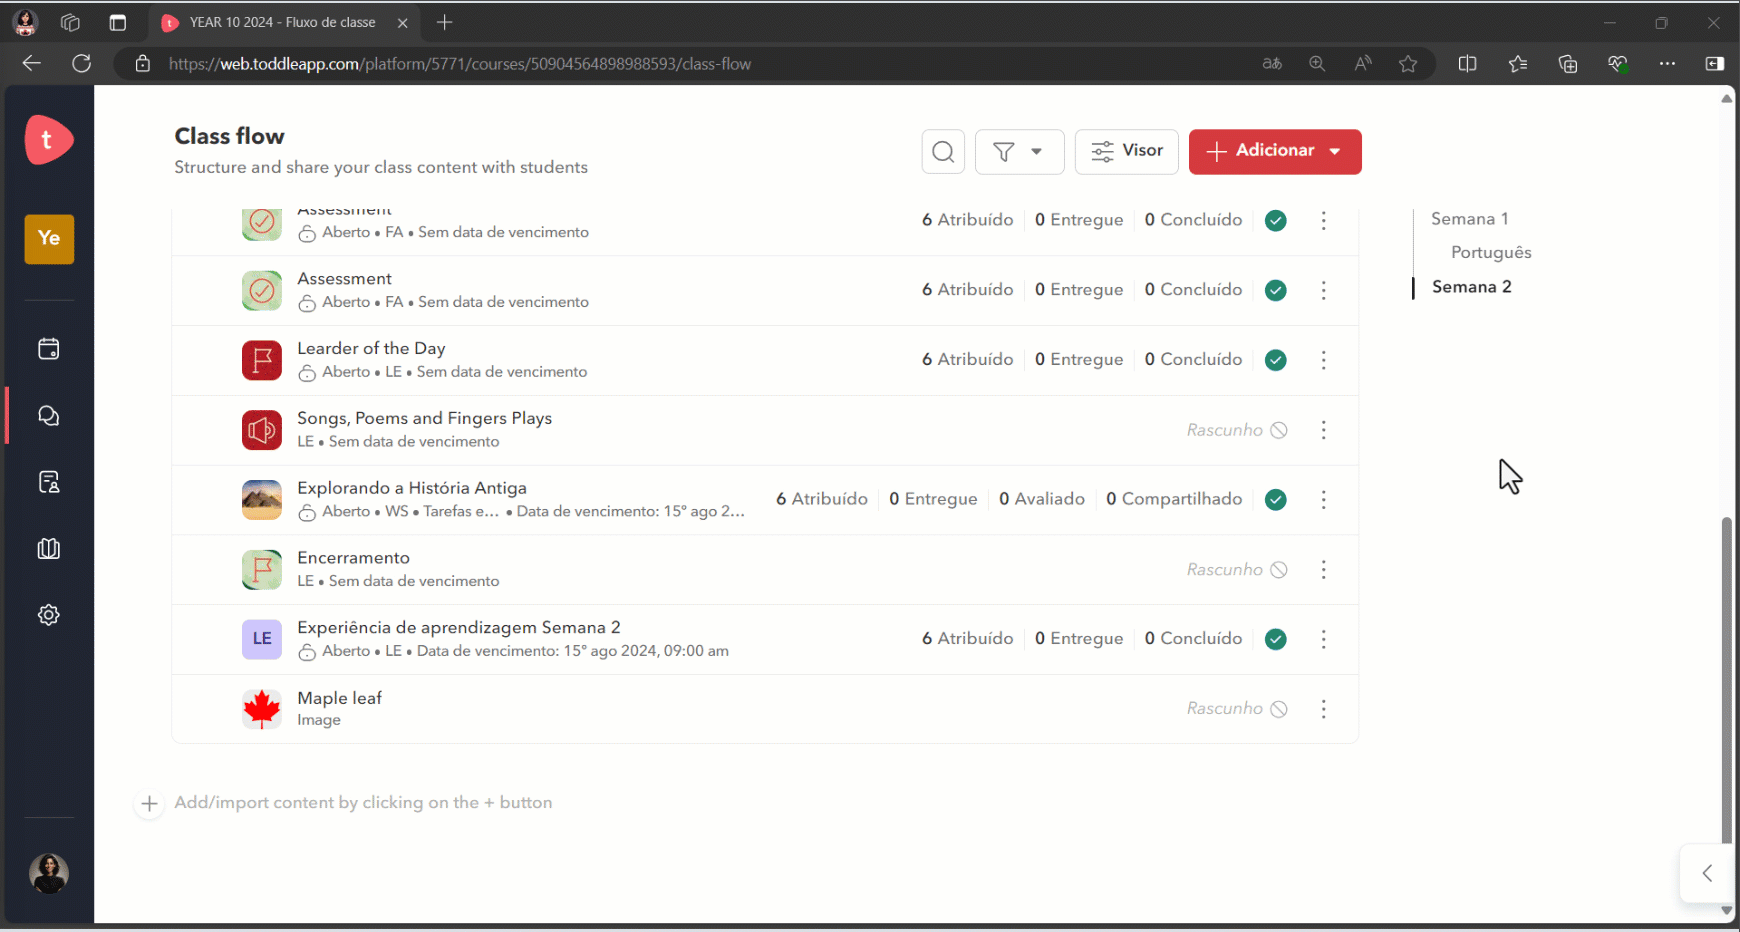 YEAR 10 2024 - Fluxo de classe
https://web.toddleapp.com/platform/5771/courses/50904564898988593/class-flow
t
Ye
Class flow
Structure and share your class content with students
Visor
Adicionar
Assessment
Aberto • FA • Sem data de vencimento
6 Atribuído 0 Entregue 0 Concluído
Assessment
Aberto • FA • Sem data de vencimento
6 Atribuído 0 Entregue 0 Concluído
Learder of the Day
Aberto • LE • Sem data de vencimento
6 Atribuído 0 Entregue 0 Concluído
Songs, Poems and Fingers Plays
LE • Sem data de vencimento
Rascunho
Explorando a História Antiga
Aberto • WS • Tarefas e... • Data de vencimento: 15º ago 2...
6 Atribuído 0 Entregue 0 Avaliado 0 Compartilhado
Encerramento
LE • Sem data de vencimento
Rascunho
LE
Experiência de aprendizagem Semana 2
Aberto • LE • Data de vencimento: 15º ago 2024, 09:00 am
6 Atribuído 0 Entregue 0 Concluído
Maple leaf
Image
Rascunho
Add/import content by clicking on the + button
Semana 1
Português
Semana 2